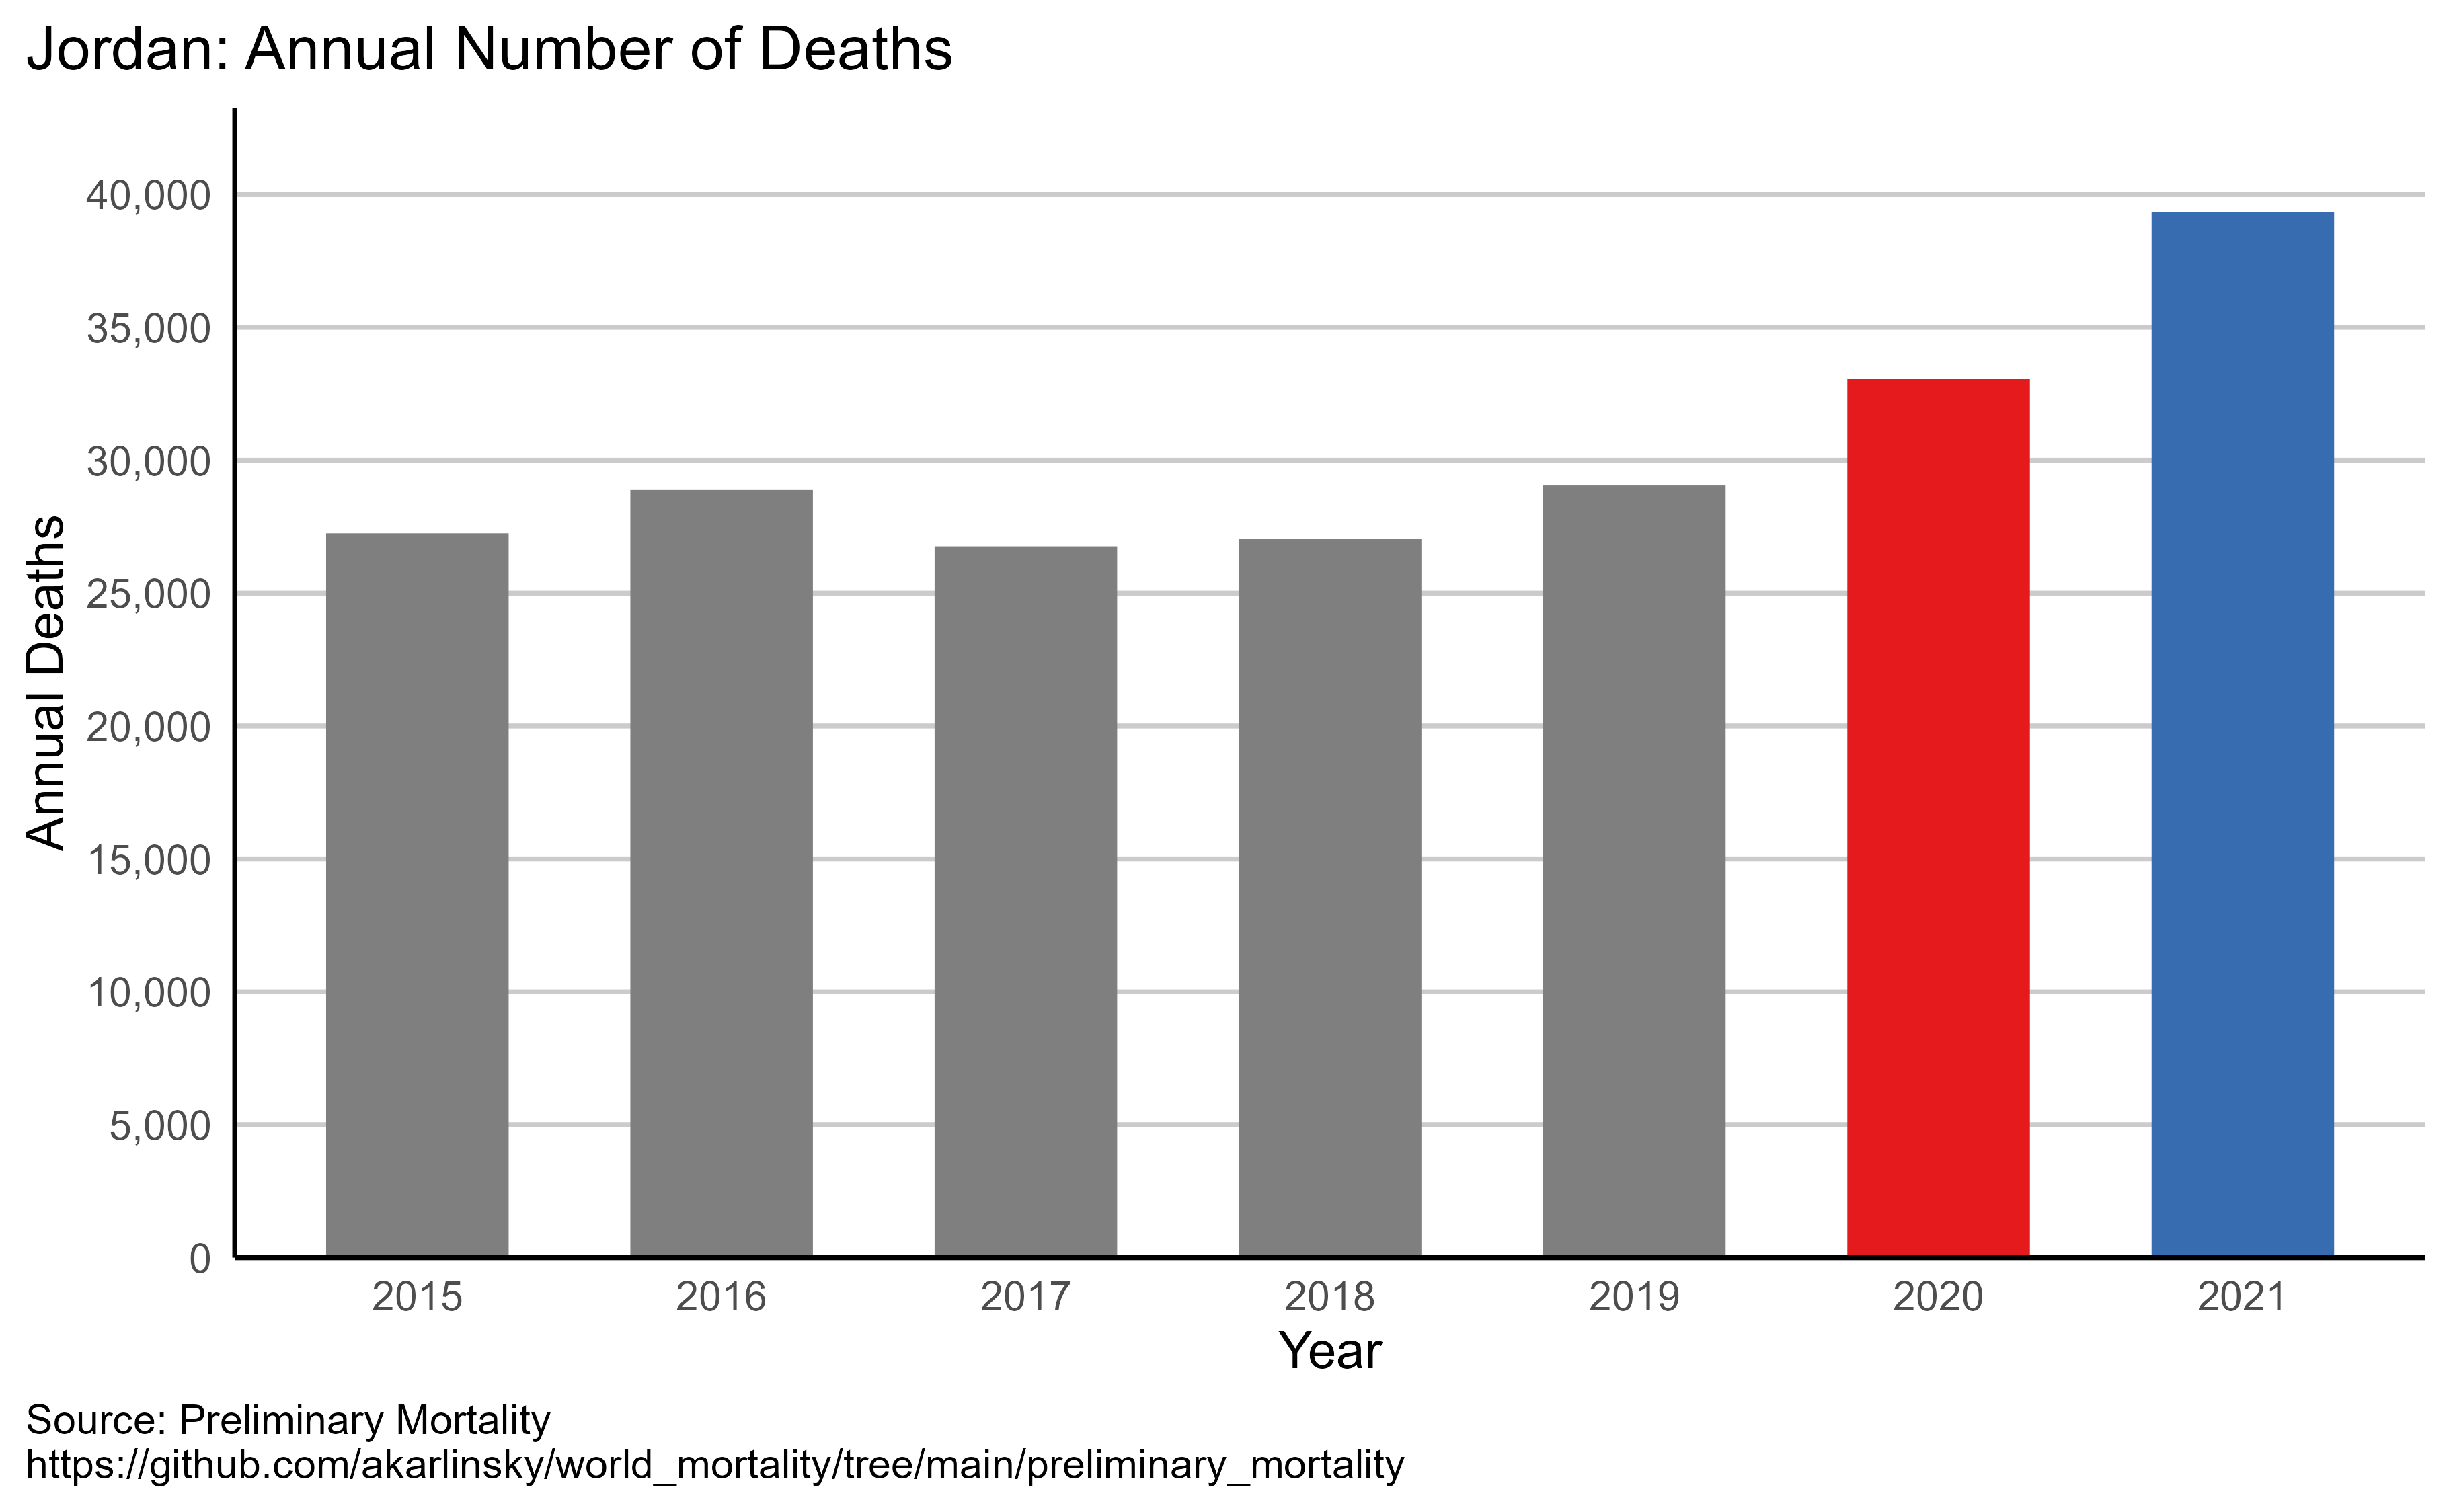 Jordan: Annual Number of Deaths
40,000
35,000
30,000
25,000
20,000
15,000
10,000
5,000
0
Annual Deaths
2015 2016 2017 2018 2019 2020 2021
Year
Source: Preliminary Mortality
https://github.com/akarlinsky/world_mortality/tree/main/preliminary_mortality